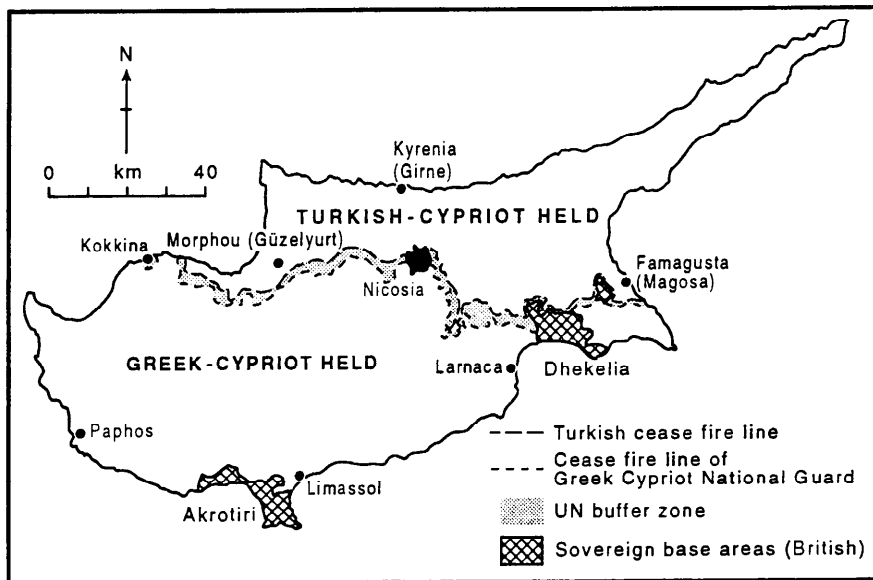 N
0 40
km
Kyrenia
(Girne)
TURKISH-CYPRIOT HELD
Morphou (Güzelyurt)
Kokkina
Famagusta
(Magosa)
Nicosia
GREEK-CYPRIOT HELD
Larnaca
Dhekelia
Paphos
Limassol
Akrotiri
Turkish cease fire line
Cease fire line of
Greek Cypriot National Guard
UN buffer zone
Sovereign base areas (British)